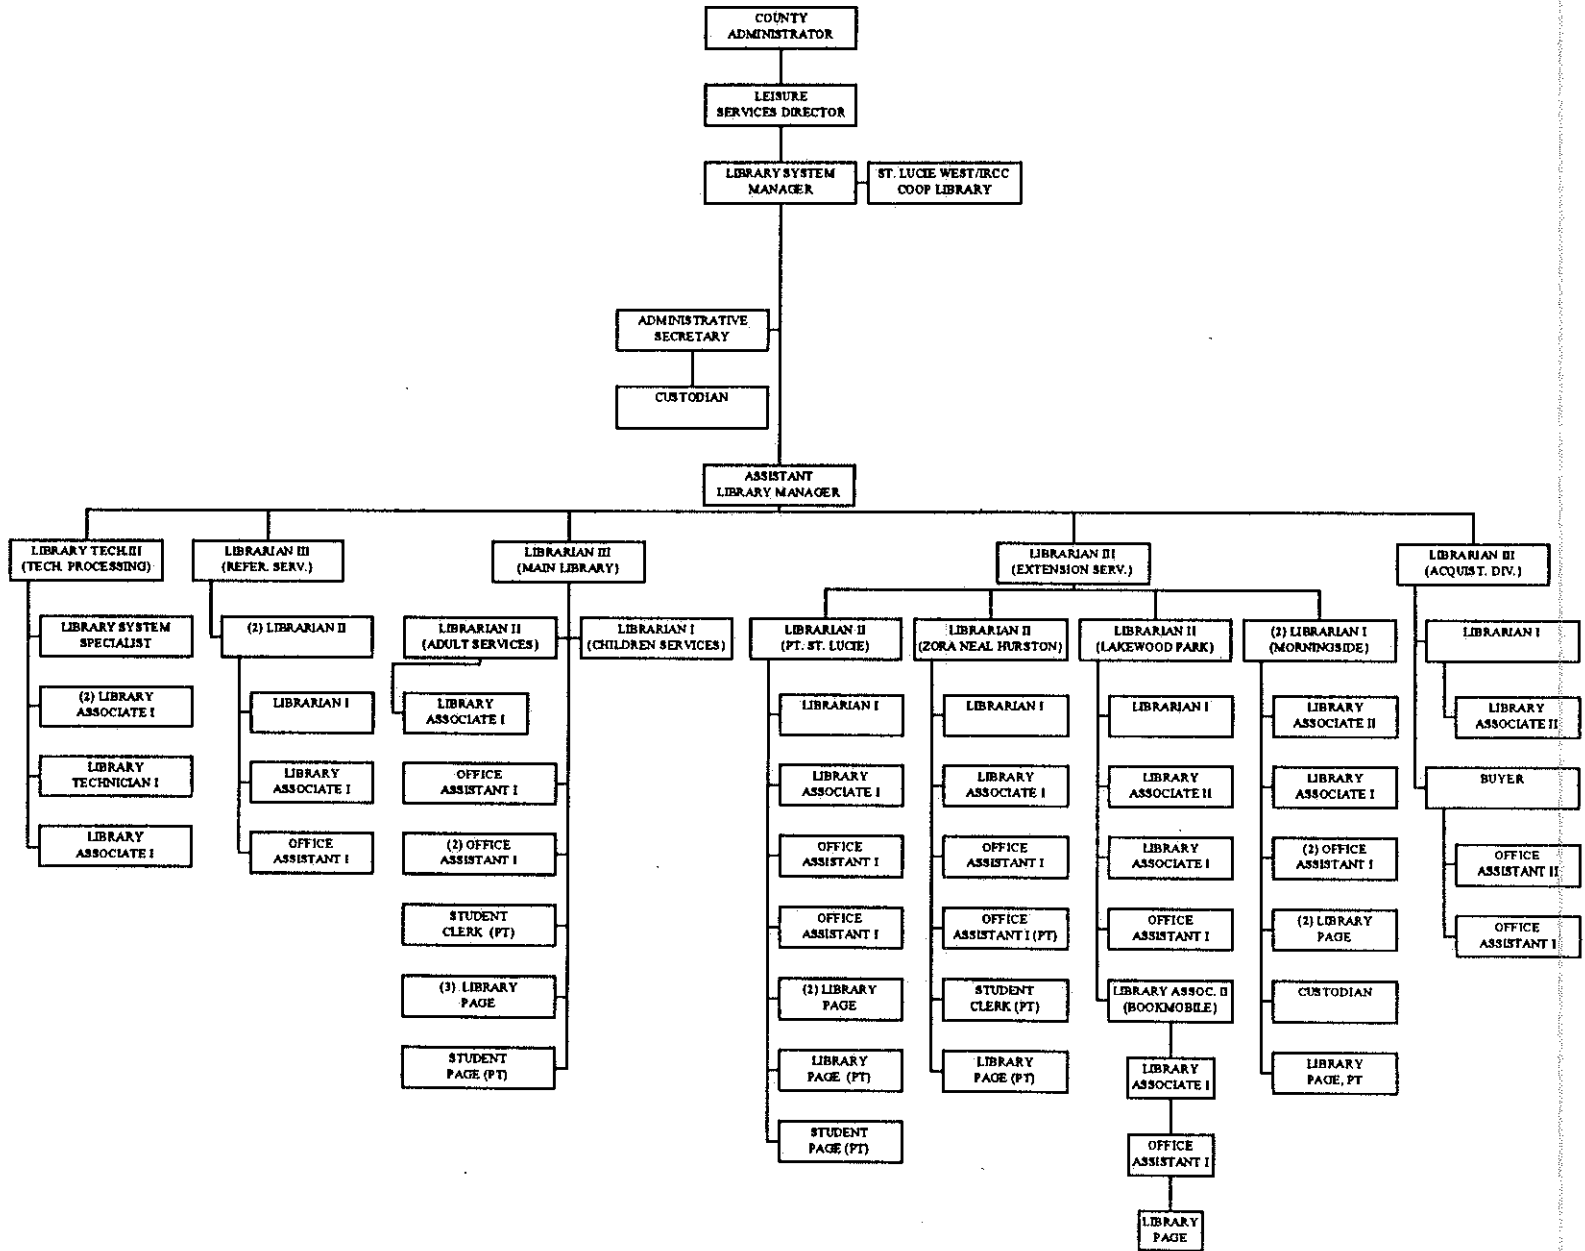 COUNTY
ADMINISTRATOR
LEISURE
SERVICES DIRECTOR
LIBRARY SYSTEM
MANAGER
ST. LUCIE WEST/IRCC
COOP LIBRARY
ADMINISTRATIVE
SECRETARY
CUSTODIAN
ASSISTANT
LIBRARY MANAGER
LIBRARY TECH.III
(TECH. PROCESSING)
LIBRARY SYSTEM
SPECIALIST
(2) LIBRARY
ASSOCIATE I
LIBRARY
TECHNICIAN I
LIBRARY
ASSOCIATE I
LIBRARIAN III
(REFER. SERV.)
(2) LIBRARIAN II
LIBRARIAN I
LIBRARY
ASSOCIATE I
OFFICE
ASSISTANT I
LIBRARIAN III
(MAIN LIBRARY)
LIBRARIAN II
(ADULT SERVICES)
LIBRARIAN I
(CHILDREN SERVICES)
LIBRARY
ASSOCIATE I
OFFICE
ASSISTANT I
(2) OFFICE
ASSISTANT I
STUDENT
CLERK (PT)
(3) LIBRARY
PAGE
STUDENT
PAGE (PT)
LIBRARIAN III
(EXTENSION SERV.)
LIBRARIAN II
(PT. ST. LUCIE)
LIBRARIAN I
LIBRARY
ASSOCIATE I
OFFICE
ASSISTANT I
OFFICE
ASSISTANT I
(2) LIBRARY
PAGE
LIBRARY
PAGE (PT)
STUDENT
PAGE (PT)
LIBRARIAN II
(ZORA NEAL HURSTON)
LIBRARIAN I
LIBRARY
ASSOCIATE I
OFFICE
ASSISTANT I
OFFICE
ASSISTANT I (PT)
STUDENT
CLERK (PT)
LIBRARY
PAGE (PT)
LIBRARIAN II
(LAKEWOOD PARK)
LIBRARIAN I
LIBRARY
ASSOCIATE II
LIBRARY
ASSOCIATE I
OFFICE
ASSISTANT I
LIBRARY ASSOC. II
(BOOKMOBILE)
LIBRARY
ASSOCIATE I
OFFICE
ASSISTANT I
LIBRARY
PAGE
(2) LIBRARIAN I
(MORNINGSIDE)
LIBRARY
ASSOCIATE II
LIBRARY
ASSOCIATE I
(2) OFFICE
ASSISTANT I
(2) LIBRARY
PAGE
CUSTODIAN
LIBRARY
PAGE, PT
LIBRARIAN III
(ACQUIST. DIV.)
LIBRARIAN I
LIBRARY
ASSOCIATE II
BUYER
OFFICE
ASSISTANT II
OFFICE
ASSISTANT I